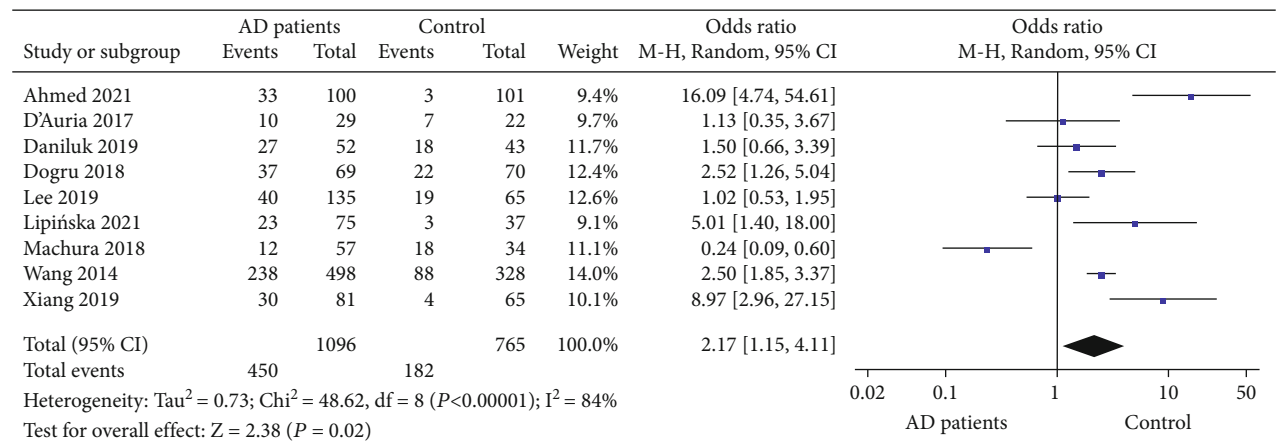 AD patients Control Odds ratio Odds ratio
Study or subgroup Events Total Events Total Weight M-H, Random, 95% CI M-H, Random, 95% CI
Ahmed 2021 33 100 3 101 9.4% 16.09 [4.74, 54.61]
D'Auria 2017 10 29 7 22 9.7% 1.13 [0.35, 3.67]
Daniluk 2019 27 52 18 43 11.7% 1.50 [0.66, 3.39]
Dogru 2018 37 69 22 70 12.4% 2.52 [1.26, 5.04]
Lee 2019 40 135 19 65 12.6% 1.02 [0.53, 1.95]
Lipińska 2021 23 75 3 37 9.1% 5.01 [1.40, 18.00]
Machura 2018 12 57 18 34 11.1% 0.24 [0.09, 0.60]
Wang 2014 238 498 88 328 14.0% 2.50 [1.85, 3.37]
Xiang 2019 30 81 4 65 10.1% 8.97 [2.96, 27.15]
Total (95% CI) 1096 765 100.0% 2.17 [1.15, 4.11]
Total events 450 182
Heterogeneity: Tau² = 0.73; Chi² = 48.62, df = 8 (P<0.00001); I² = 84%
Test for overall effect: Z = 2.38 (P = 0.02)
0.02 0.1 1 10 50
AD patients Control